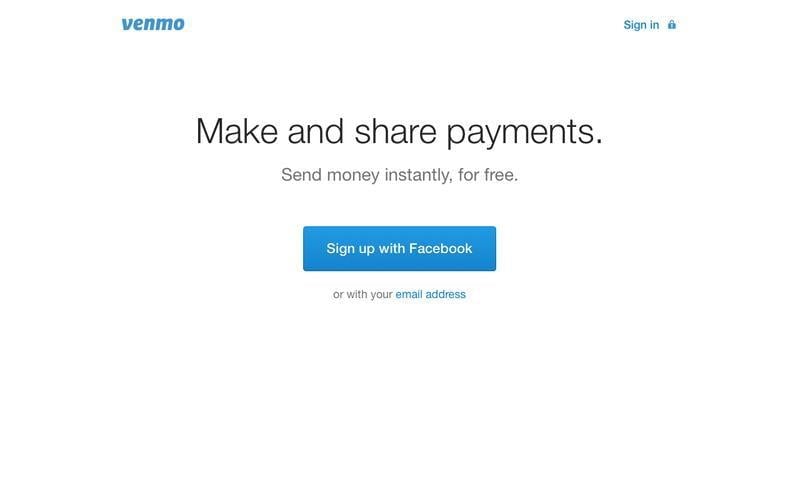 venmo
Sign in
Make and share payments.
Send money instantly, for free.
Sign up with Facebook
or with your email address